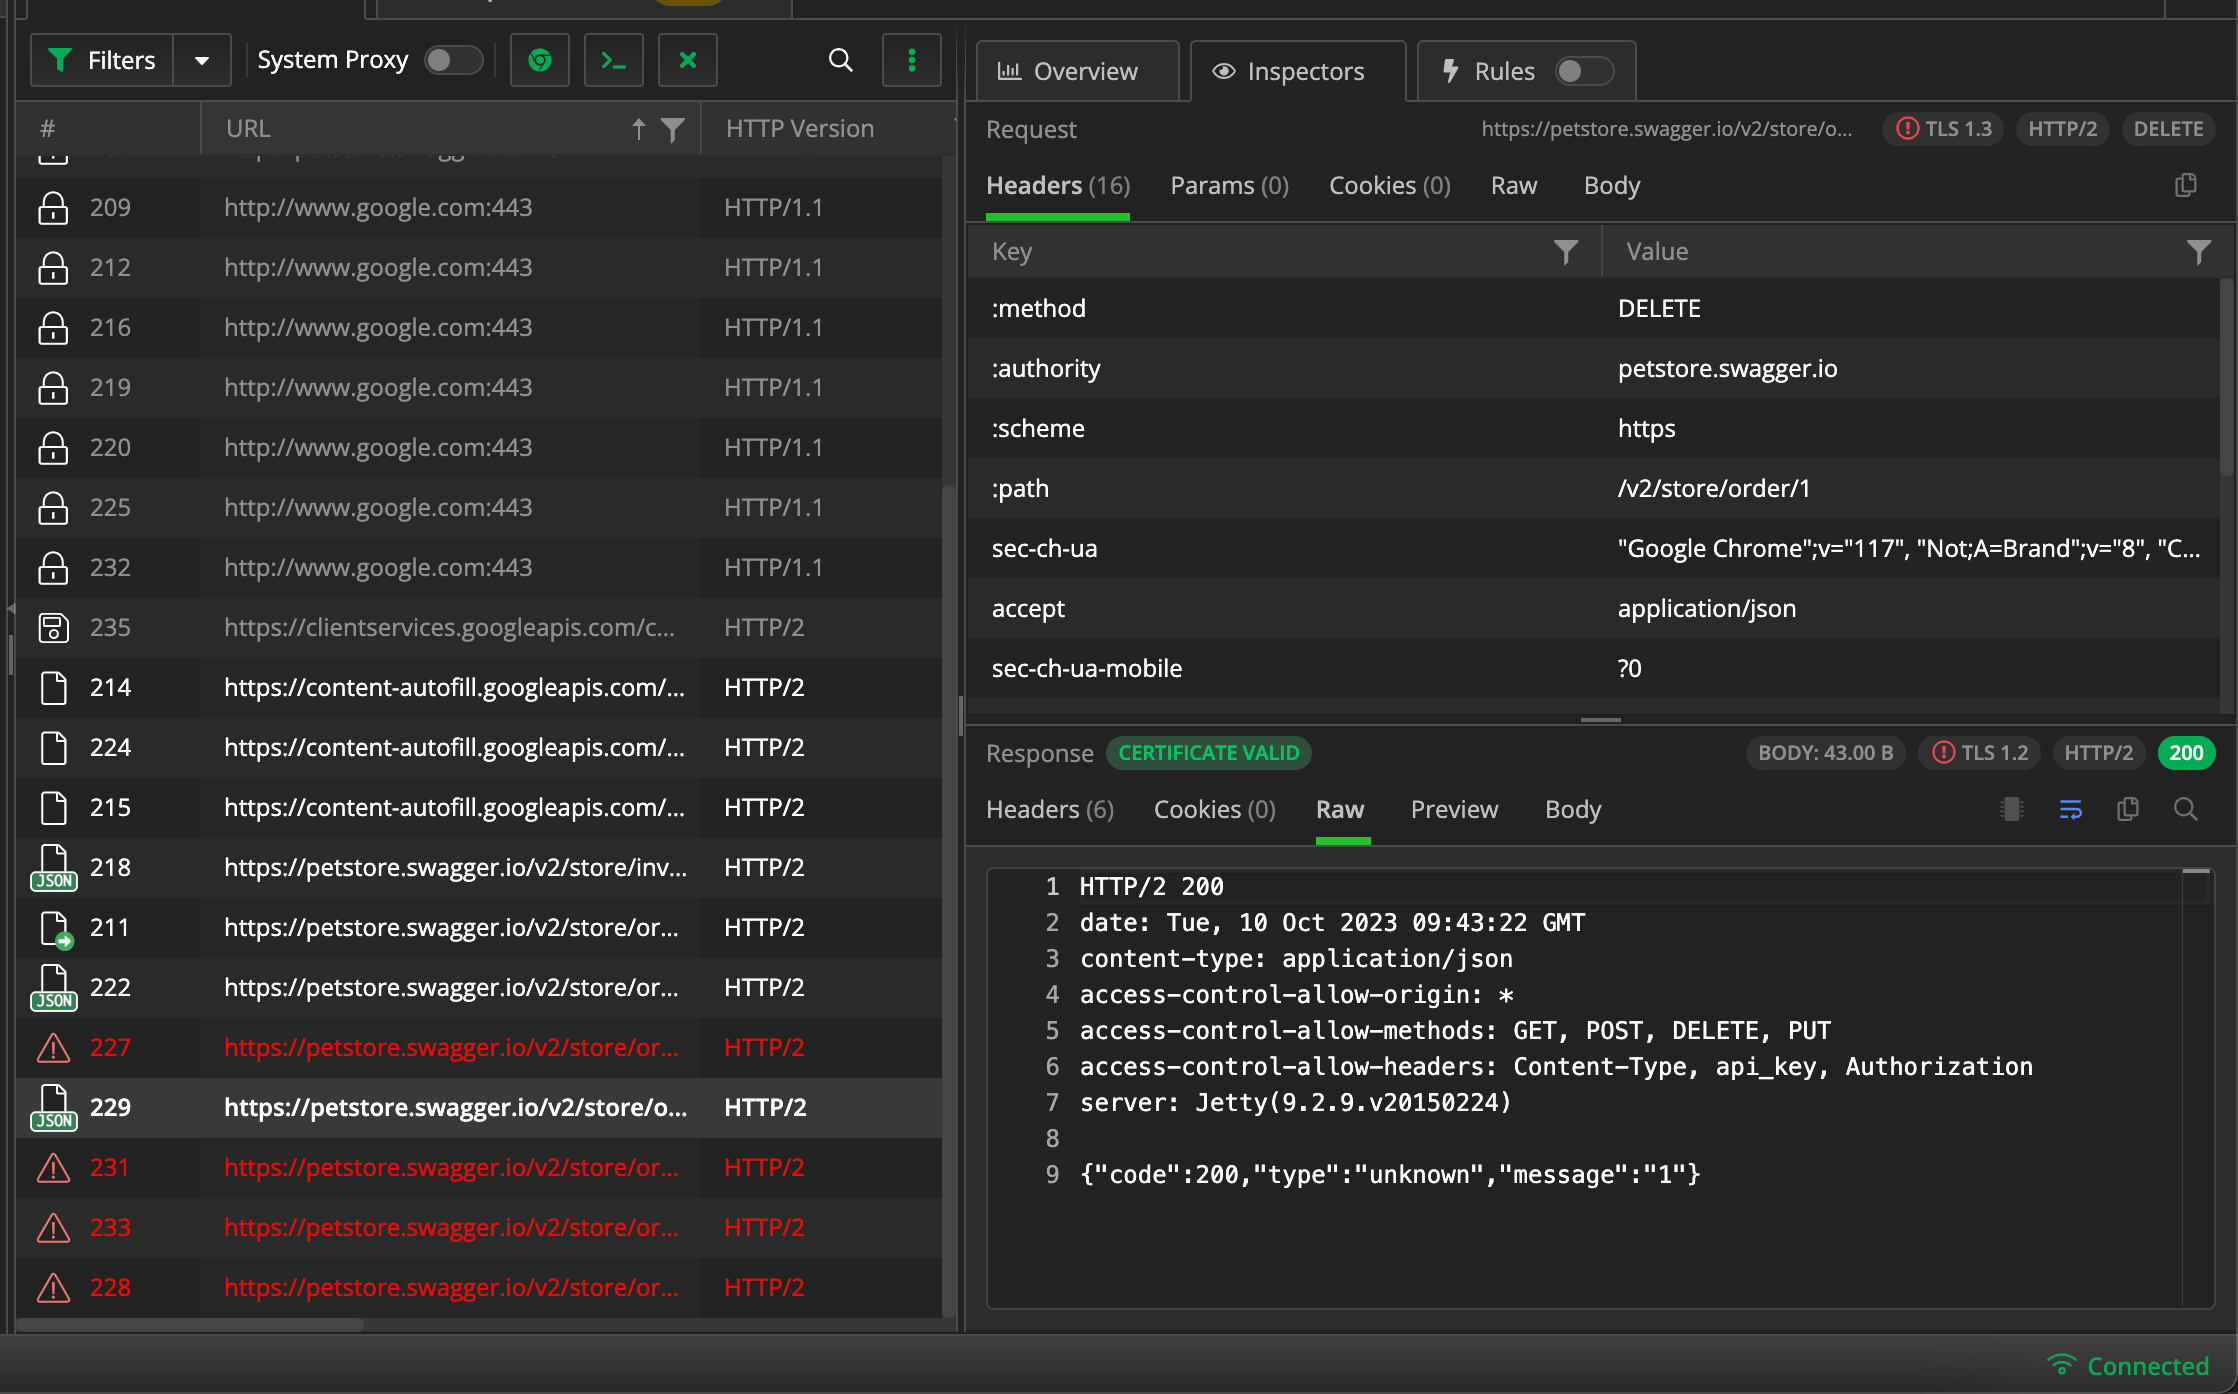 Filters
System Proxy
# URL HTTP Version
209 http://www.google.com:443 HTTP/1.1
212 http://www.google.com:443 HTTP/1.1
216 http://www.google.com:443 HTTP/1.1
219 http://www.google.com:443 HTTP/1.1
220 http://www.google.com:443 HTTP/1.1
225 http://www.google.com:443 HTTP/1.1
232 http://www.google.com:443 HTTP/1.1
235 https://clientservices.googleapis.com/c... HTTP/2
214 https://content-autofill.googleapis.com/... HTTP/2
224 https://content-autofill.googleapis.com/... HTTP/2
215 https://content-autofill.googleapis.com/... HTTP/2
JSON 218 https://petstore.swagger.io/v2/store/inv... HTTP/2
211 https://petstore.swagger.io/v2/store/or... HTTP/2
JSON 222 https://petstore.swagger.io/v2/store/or... HTTP/2
227 https://petstore.swagger.io/v2/store/or... HTTP/2
JSON 229 https://petstore.swagger.io/v2/store/o... HTTP/2
231 https://petstore.swagger.io/v2/store/or... HTTP/2
233 https://petstore.swagger.io/v2/store/or... HTTP/2
228 https://petstore.swagger.io/v2/store/or... HTTP/2
Overview Inspectors Rules
Request https://petstore.swagger.io/v2/store/o... TLS 1.3 HTTP/2 DELETE
Headers (16) Params (0) Cookies (0) Raw Body
Key Value
:method DELETE
:authority petstore.swagger.io
:scheme https
:path /v2/store/order/1
sec-ch-ua "Google Chrome";v="117", "Not;A=Brand";v="8", "C...
accept application/json
sec-ch-ua-mobile ?0
Response CERTIFICATE VALID BODY: 43.00 B TLS 1.2 HTTP/2 200
Headers (6) Cookies (0) Raw Preview Body
1 HTTP/2 200
2 date: Tue, 10 Oct 2023 09:43:22 GMT
3 content-type: application/json
4 access-control-allow-origin: *
5 access-control-allow-methods: GET, POST, DELETE, PUT
6 access-control-allow-headers: Content-Type, api_key, Authorization
7 server: Jetty(9.2.9.v20150224)
8
9 {"code":200,"type":"unknown","message":"1"}
Connected